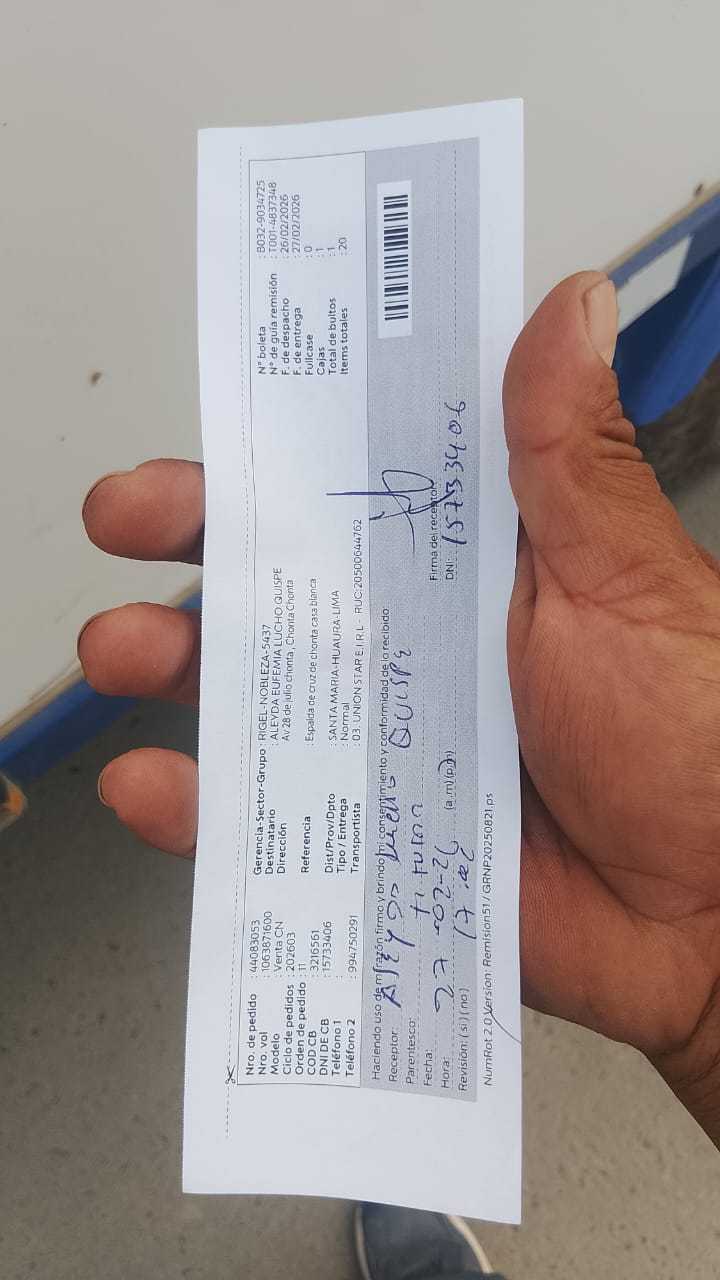 Nro. de pedido : 44083053
Nro. vol : 1063871600
Modelo Venta CN
Ciclo de pedidos : 202603
Orden de pedido : 11
COD CB : 3216561
DNI DE CB : 15733406
Teléfono 1 :
Teléfono 2 : 994750291
Gerencia-Sector-Grupo : RIGEL-NOBLEZA-5437
Destinatario : ALEYDA EUFEMIA LUCHO QUISPE
Dirección Av 28 de julio chonta, Chonta Chonta
Referencia : Espalda de cruz de chonta casa blanca
Dist/Prov/Dpto : SANTA MARIA-HUAURA-LIMA
Tipo / Entrega : Normal
Transportista : 03. UNION STAR E.I.R.L - RUC:20500644762
N° boleta : B032-9034725
N° de guía remisión : T001-4837348
F. de despacho : 26/02/2026
F. de entrega : 27/02/2026
Fullcase : 0
Cajas : 1
Total de bultos : 1
Items totales : 20
Haciendo uso de mi razón firmo y brindo mi consentimiento y conformidad de lo recibido
Receptor: Quispe
Parentesco: titular
Fecha: 27-02-26
Hora: (a.m)(p.m)
Revisión: ( si ) ( no )
Firma del receptor
DNI: 15733406
NumRot 2.0 Version: Remision51 / GRNP20250821.ps